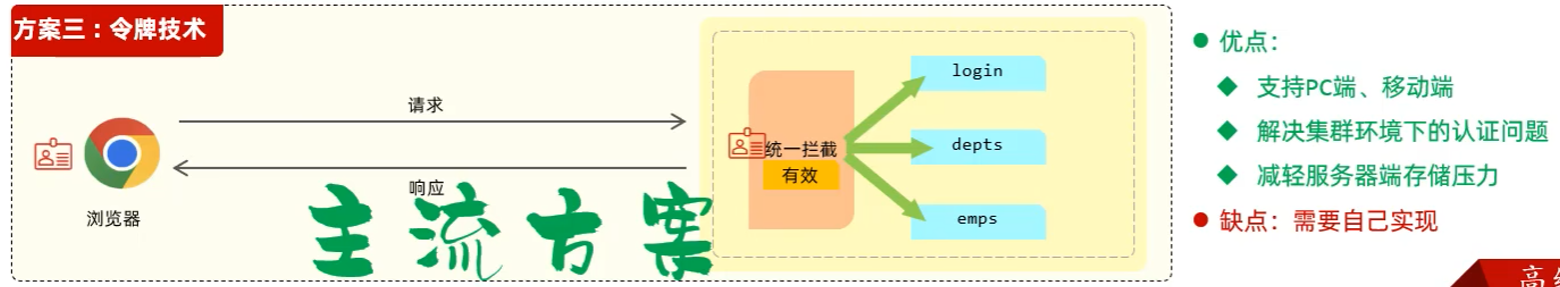 方案三：令牌技术
请求
响应
浏览器
主流方案
统一拦截
有效
login
depts
emps
● 优点：
◆ 支持PC端、移动端
◆ 解决集群环境下的认证问题
◆ 减轻服务器端存储压力
● 缺点：需要自己实现
高